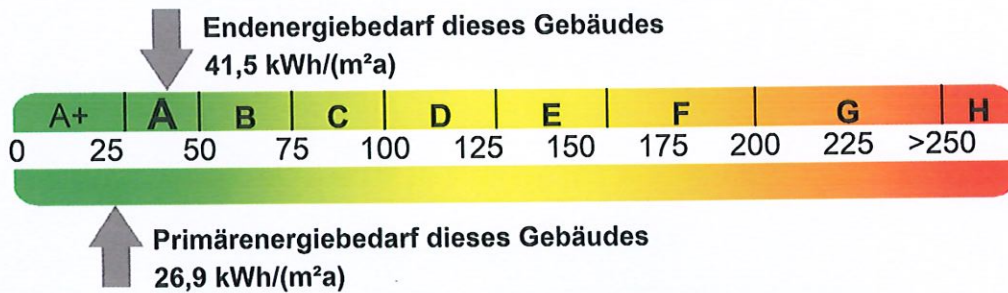 Endenergiebedarf dieses Gebäudes
41,5 kWh/(m²a)
A+ A B C D E F G H
0 25 50 75 100 125 150 175 200 225 >250
Primärenergiebedarf dieses Gebäudes
26,9 kWh/(m²a)